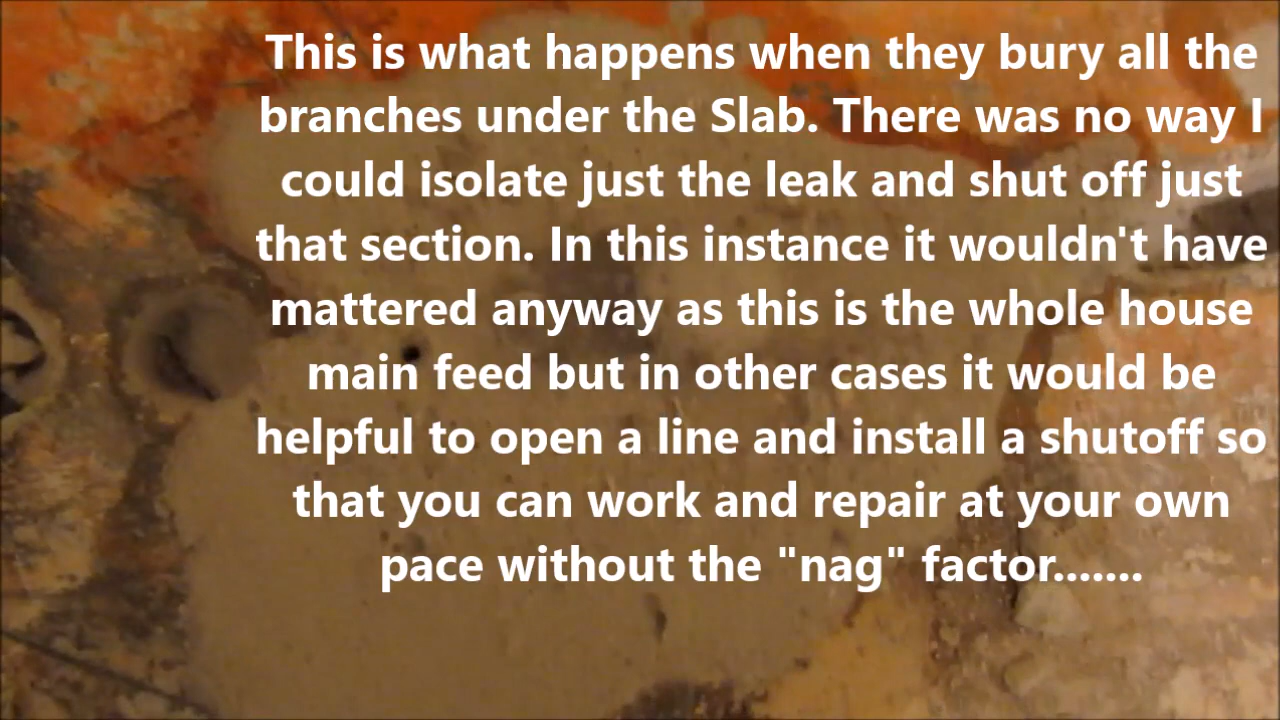 This is what happens when they bury all the
branches under the Slab. There was no way I
could isolate just the leak and shut off just
that section. In this instance it wouldn't have
mattered anyway as this is the whole house
main feed but in other cases it would be
helpful to open a line and install a shutoff so
that you can work and repair at your own
pace without the "nag" factor.......